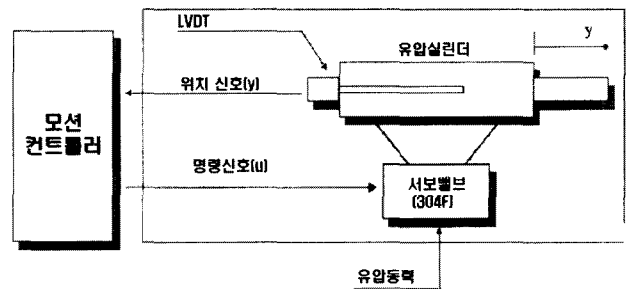 LVDT
유압실린더
y
위치 신호(y)
모션
컨트롤러
명령신호(u)
서보밸브
(304F)
유압동력